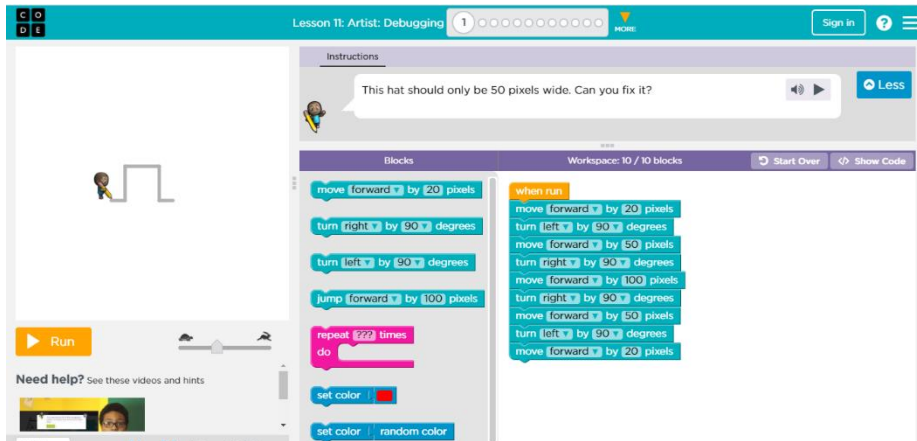 C O
D E
Lesson 11: Artist: Debugging
1
MORE
Sign in
?
Instructions
This hat should only be 50 pixels wide. Can you fix it?
Less
Blocks
Workspace: 10 / 10 blocks
Start Over
</> Show Code
move forward by 20 pixels
turn right by 90 degrees
turn left by 90 degrees
jump forward by 100 pixels
repeat ??? times
do
set color
set color random color
when run
move forward by 20 pixels
turn left by 90 degrees
move forward by 50 pixels
turn right by 90 degrees
move forward by 100 pixels
turn right by 90 degrees
move forward by 50 pixels
turn left by 90 degrees
move forward by 20 pixels
Run
Need help? See these videos and hints